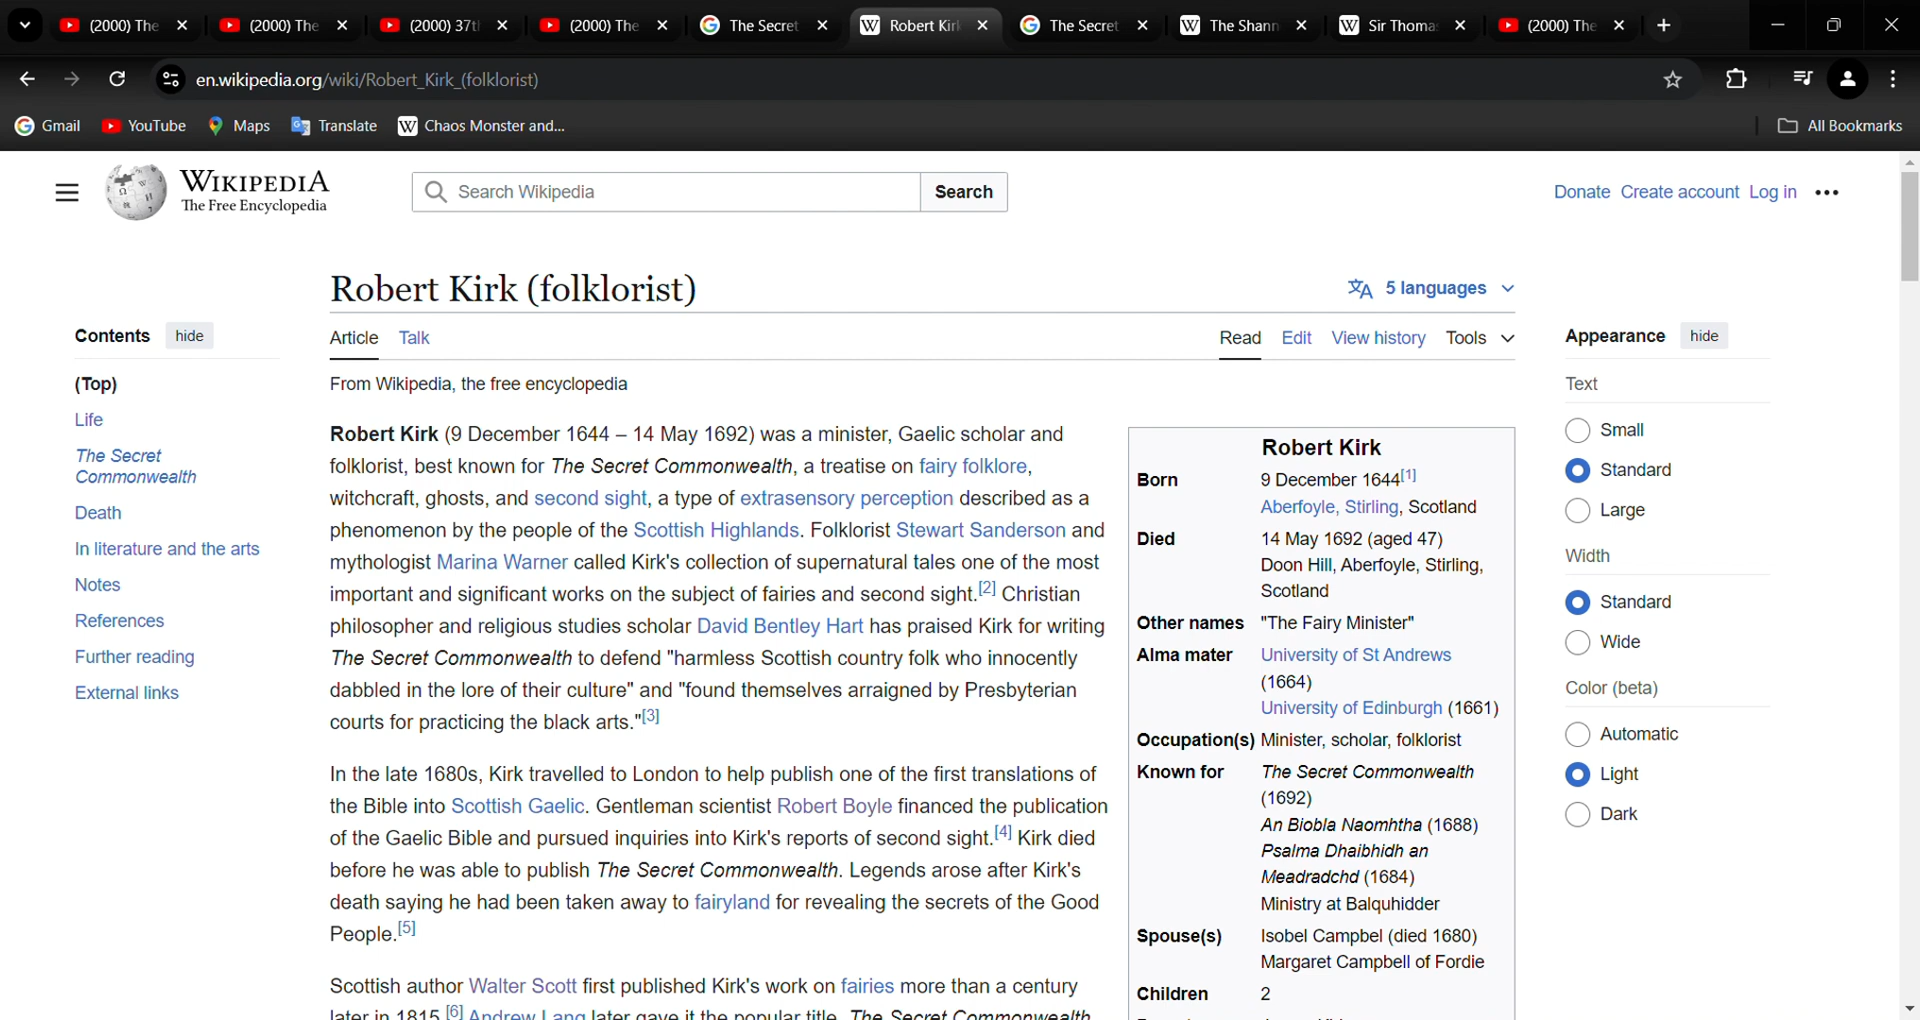 (2000) The
(2000) The
(2000) 37th
(2000) The
The Secret
Robert Kirk
The Secret
The Shann
Sir Thomas
(2000) The
en.wikipedia.org/wiki/Robert_Kirk_(folklorist)
Gmail
YouTube
Maps
Translate
Chaos Monster and...
All Bookmarks
WIKIPEDIA
The Free Encyclopedia
Search Wikipedia
Search
Donate Create account Log in
Robert Kirk (folklorist)
5 languages
Contents hide
(Top)
Life
The Secret
Commonwealth
Death
In literature and the arts
Notes
References
Further reading
External links
Article Talk
Read Edit View history Tools
From Wikipedia, the free encyclopedia
Robert Kirk (9 December 1644 – 14 May 1692) was a minister, Gaelic scholar and
folklorist, best known for The Secret Commonwealth, a treatise on fairy folklore,
witchcraft, ghosts, and second sight, a type of extrasensory perception described as a
phenomenon by the people of the Scottish Highlands. Folklorist Stewart Sanderson and
mythologist Marina Warner called Kirk's collection of supernatural tales one of the most
important and significant works on the subject of fairies and second sight.[2] Christian
philosopher and religious studies scholar David Bentley Hart has praised Kirk for writing
The Secret Commonwealth to defend "harmless Scottish country folk who innocently
dabbled in the lore of their culture" and "found themselves arraigned by Presbyterian
courts for practicing the black arts."[3]
In the late 1680s, Kirk travelled to London to help publish one of the first translations of
the Bible into Scottish Gaelic. Gentleman scientist Robert Boyle financed the publication
of the Gaelic Bible and pursued inquiries into Kirk's reports of second sight.[4] Kirk died
before he was able to publish The Secret Commonwealth. Legends arose after Kirk's
death saying he had been taken away to fairyland for revealing the secrets of the Good
People.[5]
Scottish author Walter Scott first published Kirk's work on fairies more than a century
later in 1815.[6] Andrew Lang later gave it the popular title, The Secret Commonwealth
Robert Kirk
Born 9 December 1644[1]
Aberfoyle, Stirling, Scotland
Died 14 May 1692 (aged 47)
Doon Hill, Aberfoyle, Stirling,
Scotland
Other names "The Fairy Minister"
Alma mater University of St Andrews
(1664)
University of Edinburgh (1661)
Occupation(s) Minister, scholar, folklorist
Known for The Secret Commonwealth
(1692)
An Biobla Naomhtha (1688)
Psalma Dhaibhidh an
Meadradchd (1684)
Ministry at Balquhidder
Spouse(s) Isobel Campbel (died 1680)
Margaret Campbell of Fordie
Children 2
Appearance hide
Text
Small
Standard
Large
Width
Standard
Wide
Color (beta)
Automatic
Light
Dark